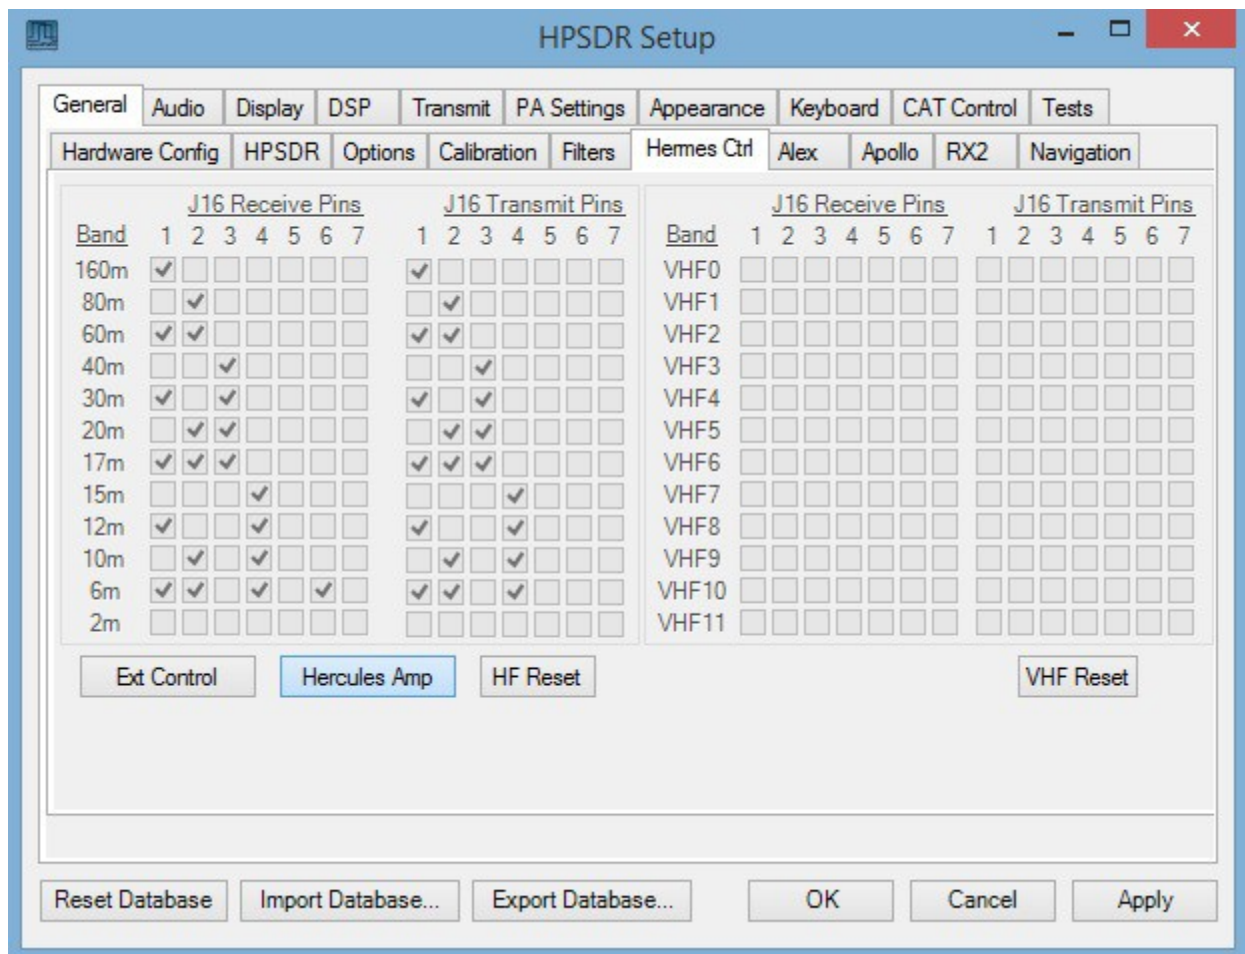 HPSDR Setup
General Audio Display DSP Transmit PA Settings Appearance Keyboard CAT Control Tests
Hardware Config HPSDR Options Calibration Filters Hermes Ctrl Alex Apollo RX2 Navigation
J16 Receive Pins J16 Transmit Pins J16 Receive Pins J16 Transmit Pins
Band 1 2 3 4 5 6 7 1 2 3 4 5 6 7 Band 1 2 3 4 5 6 7 1 2 3 4 5 6 7
160m VHF0
80m VHF1
60m VHF2
40m VHF3
30m VHF4
20m VHF5
17m VHF6
15m VHF7
12m VHF8
10m VHF9
6m VHF10
2m VHF11
Ext Control Hercules Amp HF Reset VHF Reset
Reset Database Import Database... Export Database... OK Cancel Apply